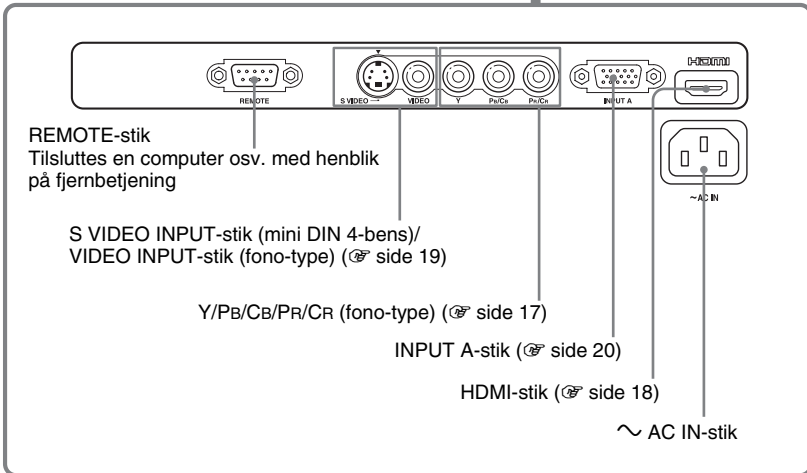 HDMI
REMOTE
S VIDEO → VIDEO
Y PB/CB PR/CR
INPUT A
~AC IN
REMOTE-stik
Tilsluttes en computer osv. med henblik
på fjernbetjening
S VIDEO INPUT-stik (mini DIN 4-bens)/
VIDEO INPUT-stik (fono-type) (☞ side 19)
Y/PB/CB/PR/CR (fono-type) (☞ side 17)
INPUT A-stik (☞ side 20)
HDMI-stik (☞ side 18)
~ AC IN-stik